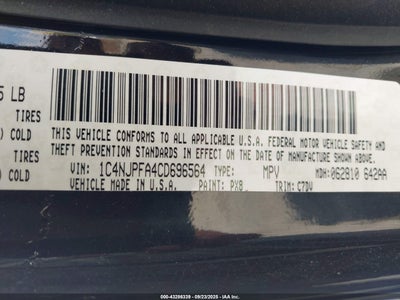 5 LB
TIRES
COLD
TIRES
COLD
THIS VEHICLE CONFORMS TO ALL APPLICABLE U.S.A. FEDERAL MOTOR VEHICLE SAFETY AND
THEFT PREVENTION STANDARDS IN EFFECT ON THE DATE OF MANUFACTURE SHOWN ABOVE.
VIN: 1C4NJPFA4CD696564 TYPE: MPV MDH: 062810 642AA
VEHICLE MADE IN U.S.A. PAINT: PX8 TRIM: C7DV
000-43286339 - 09/23/2025 - IAA Inc.